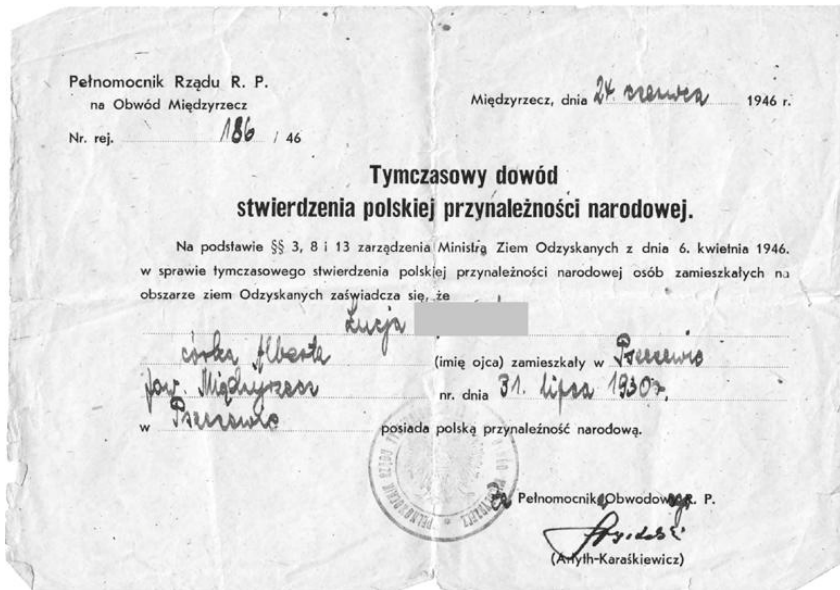 Pełnomocnik Rządu R. P.
na Obwód Międzyrzecz
Nr. rej. 186 / 46
Międzyrzecz, dnia 24 czerwca 1946 r.
Tymczasowy dowód
stwierdzenia polskiej przynależności narodowej.
Na podstawie §§ 3, 8 i 13 zarządzenia Ministra Ziem Odzyskanych z dnia 6. kwietnia 1946.
w sprawie tymczasowego stwierdzenia polskiej przynależności narodowej osób zamieszkałych na
obszarze ziem Odzyskanych zaświadcza się, że
Łucja
córka Alberta (imię ojca) zamieszkały w Pszczewie
pow. Międzyrzecz nr. dnia 31. lipca 1930 r.
w Pszczewie posiada polską przynależność narodową.
Pełnomocnik Obwodowy R. P.
(Artyth-Karaśkiewicz)